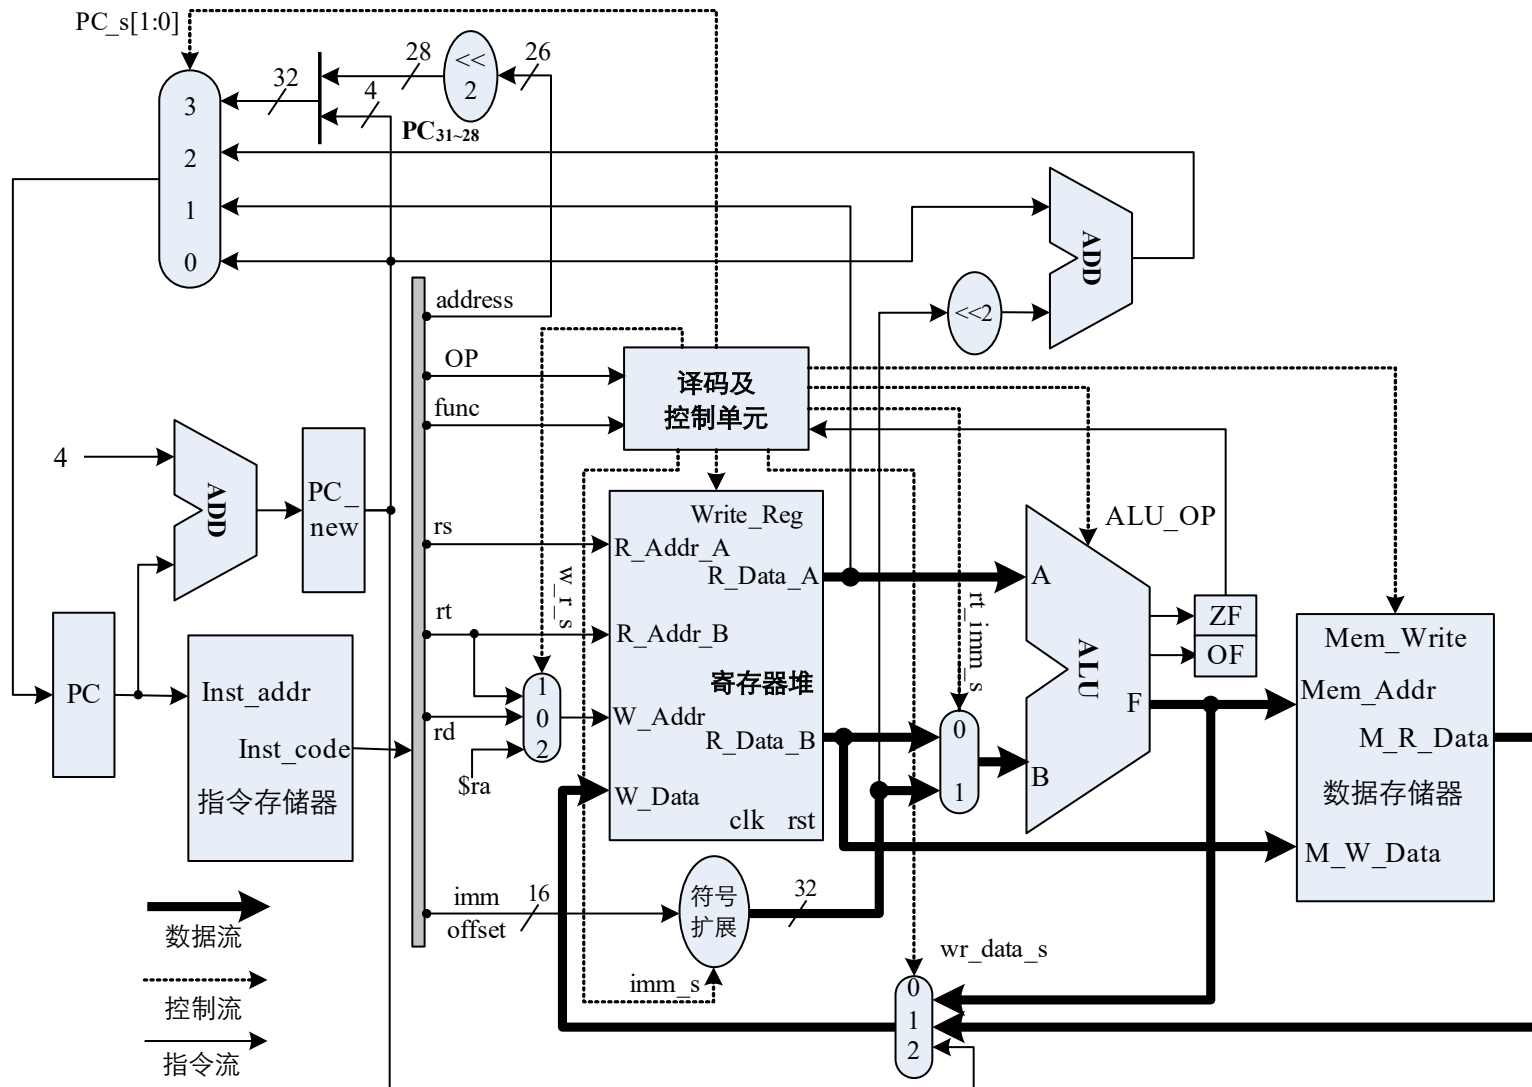 PC_s[1:0]
28
<<
2
26
32
4
PC31~28
3
2
1
0
ADD
<<2
address
OP
func
译码及
控制单元
4
ADD
PC_
new
ALU_OP
rs
w_r_s
Write_Reg
R_Addr_A
R_Data_A
rt
R_Addr_B
寄存器堆
rd
1
0
2
$ra
W_Addr
R_Data_B
W_Data
clk rst
rt_imm_s
0
1
A
B
ALU
F
ZF
OF
Mem_Write
Mem_Addr
M_R_Data
数据存储器
M_W_Data
PC
Inst_addr
Inst_code
指令存储器
imm
offset
16
符号
扩展
32
imm_s
wr_data_s
0
1
2
数据流
控制流
指令流